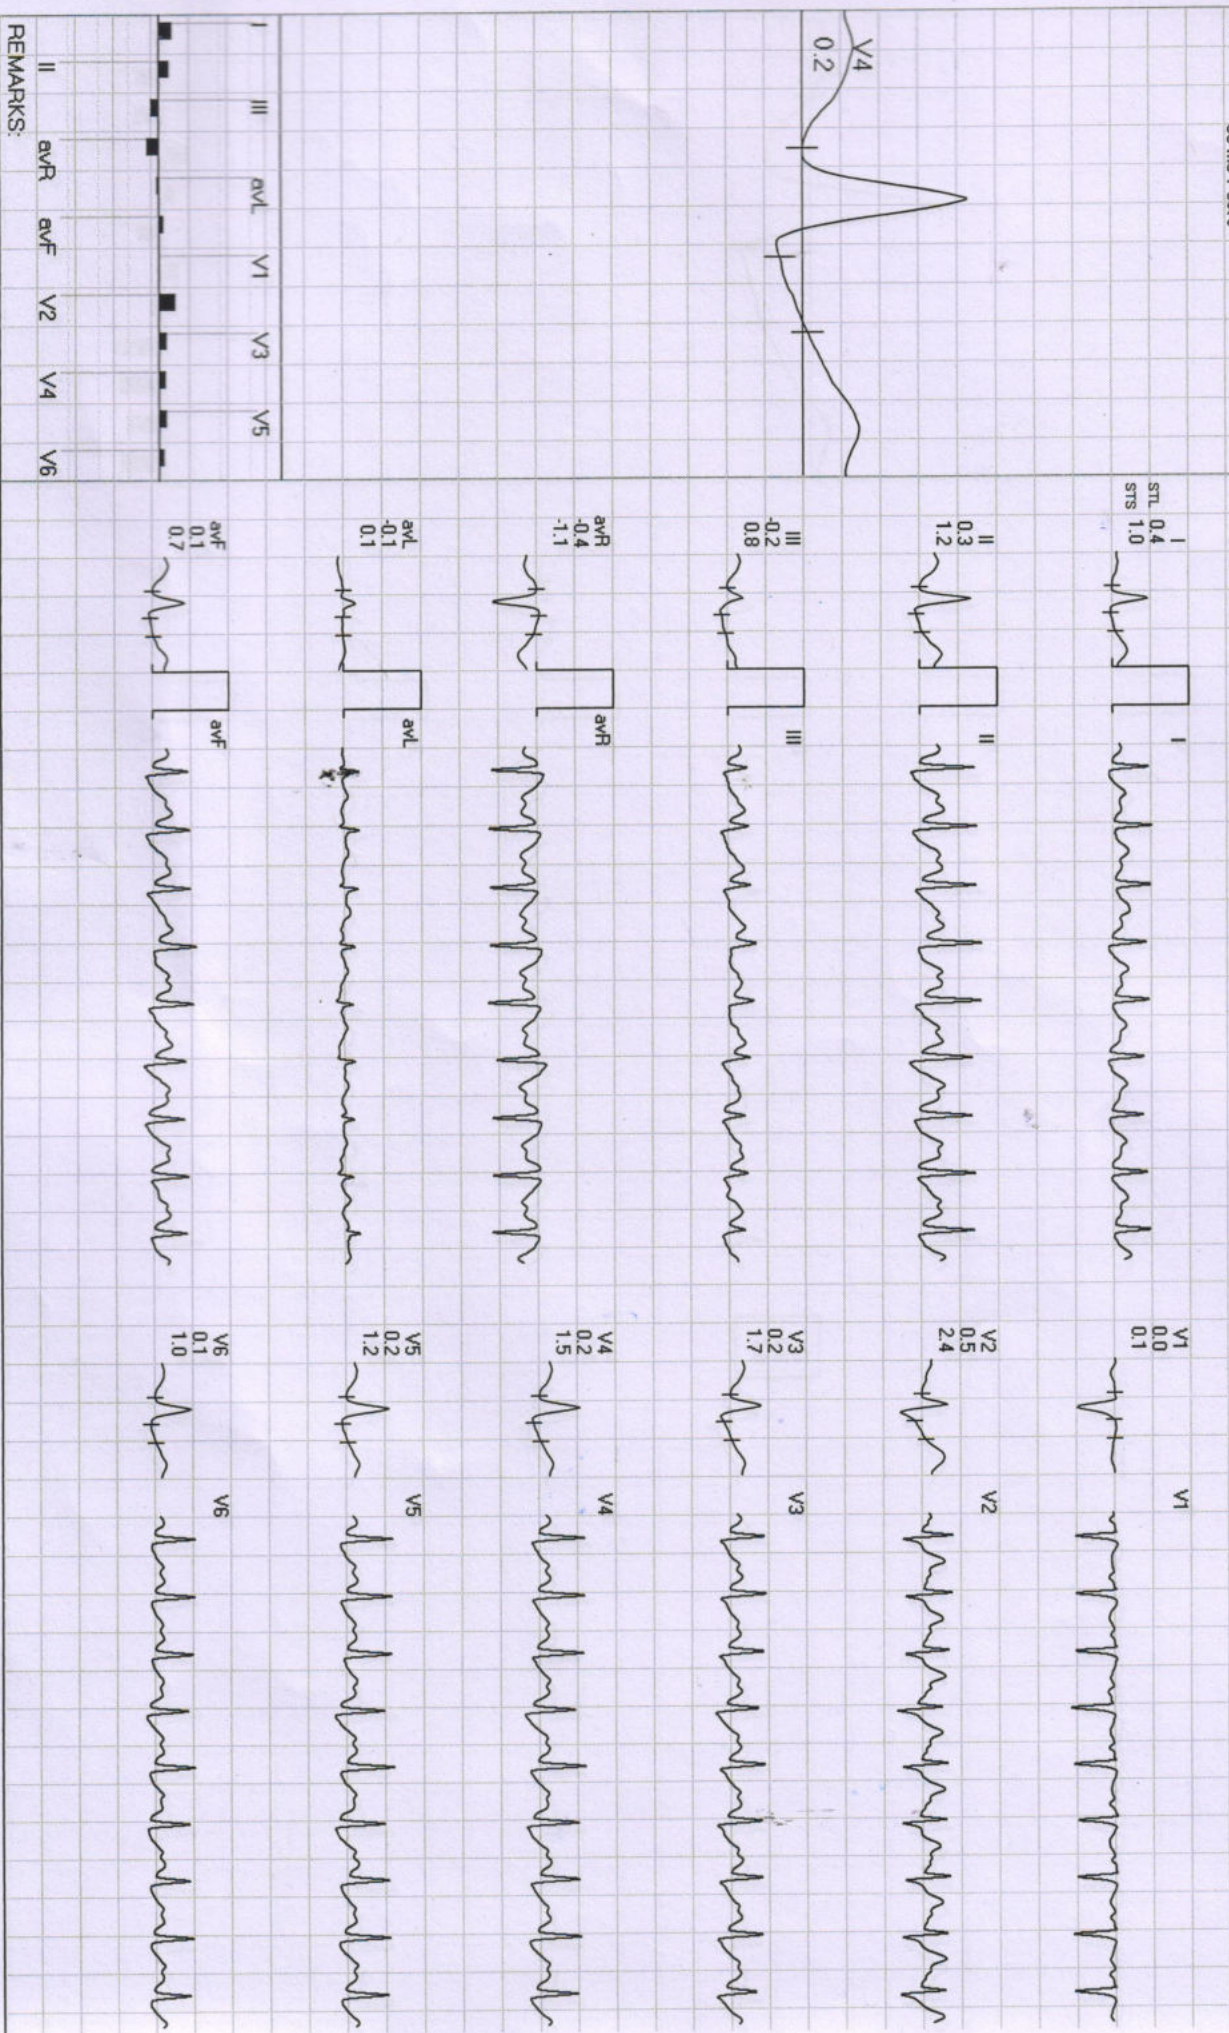 V4
0.2
I
III
avL
V1
V3
V5
II
avR
avF
V2
V4
V6
REMARKS:
I
STL 0.4
STS 1.0
I
V1
0.0
0.1
V1
II
0.3
1.2
II
V2
0.5
2.4
V2
III
-0.2
0.8
III
V3
0.2
1.7
V3
avR
-0.4
-1.1
avR
V4
0.2
1.5
V4
avL
-0.1
0.1
avL
V5
0.2
1.2
V5
avF
0.1
0.7
avF
V6
0.1
1.0
V6